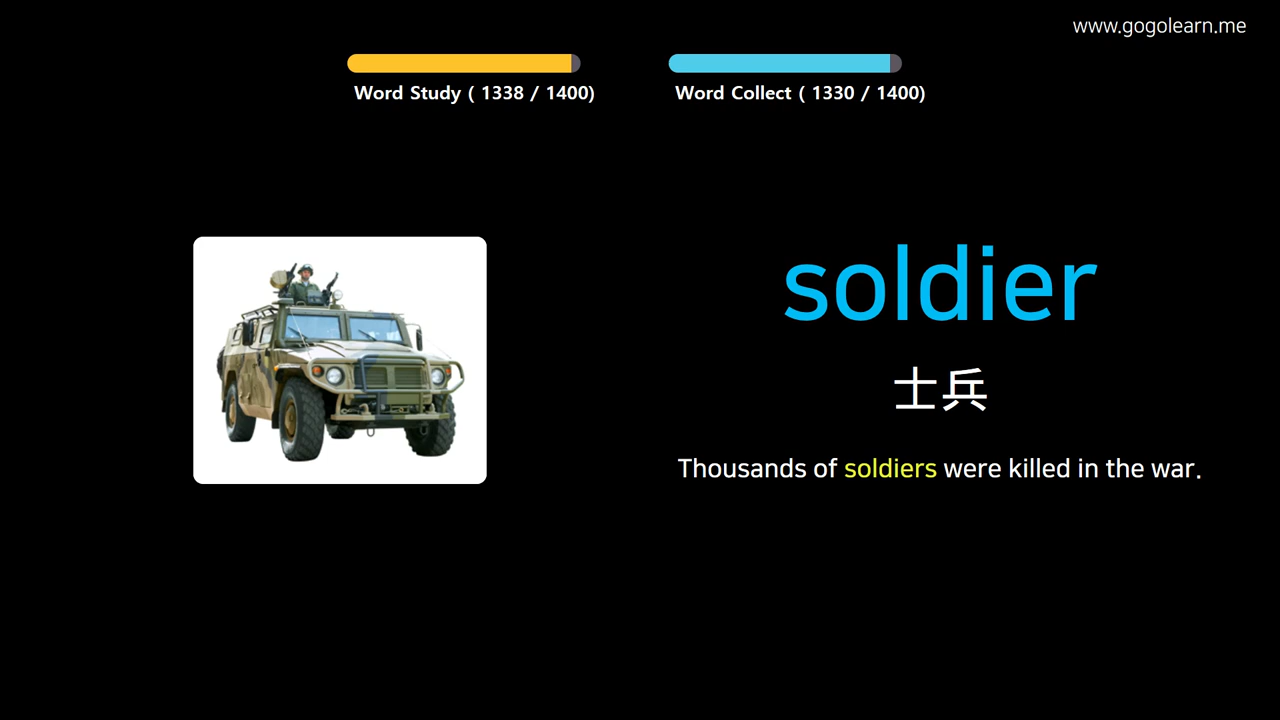 www.gogolearn.me
Word Study ( 1338 / 1400)
Word Collect ( 1330 / 1400)
soldier
士兵
Thousands of soldiers were killed in the war.